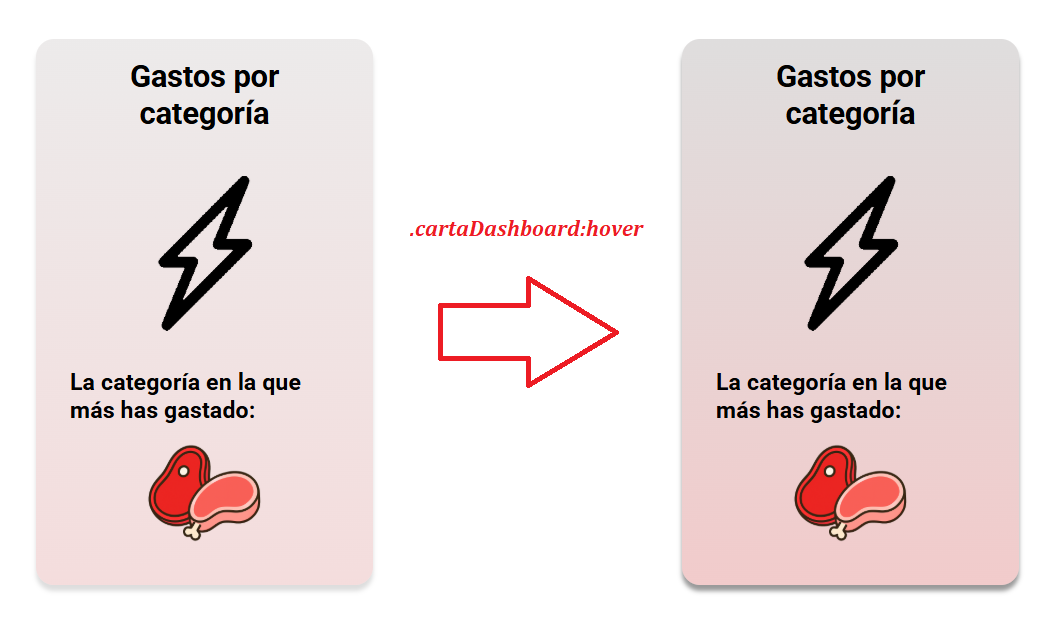 Gastos por
categoría
La categoría en la que
más has gastado:
.cartaDashboard:hover
Gastos por
categoría
La categoría en la que
más has gastado: